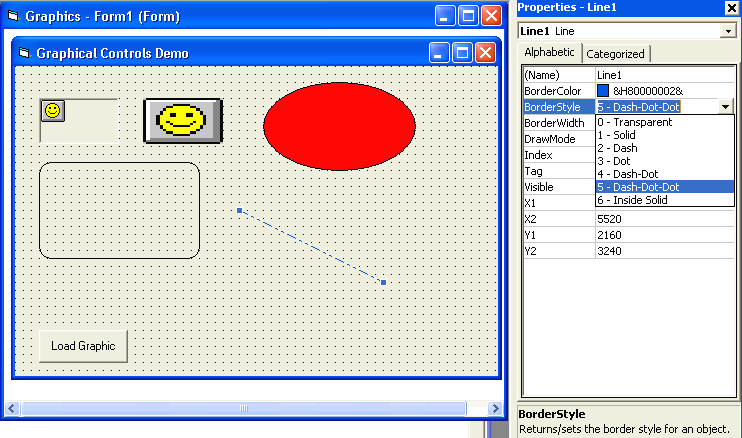 Graphics - Form1 (Form)
Graphical Controls Demo
Load Graphic
Properties - Line1
Line1 Line
Alphabetic Categorized
(Name) Line1
BorderColor &H80000002&
BorderStyle 5 - Dash-Dot-Dot
BorderWidth 0 - Transparent
DrawMode 1 - Solid
2 - Dash
Index 3 - Dot
Tag 4 - Dash-Dot
Visible 5 - Dash-Dot-Dot
X1 6 - Inside Solid
X2 5520
Y1 2160
Y2 3240
BorderStyle
Returns/sets the border style for an object.